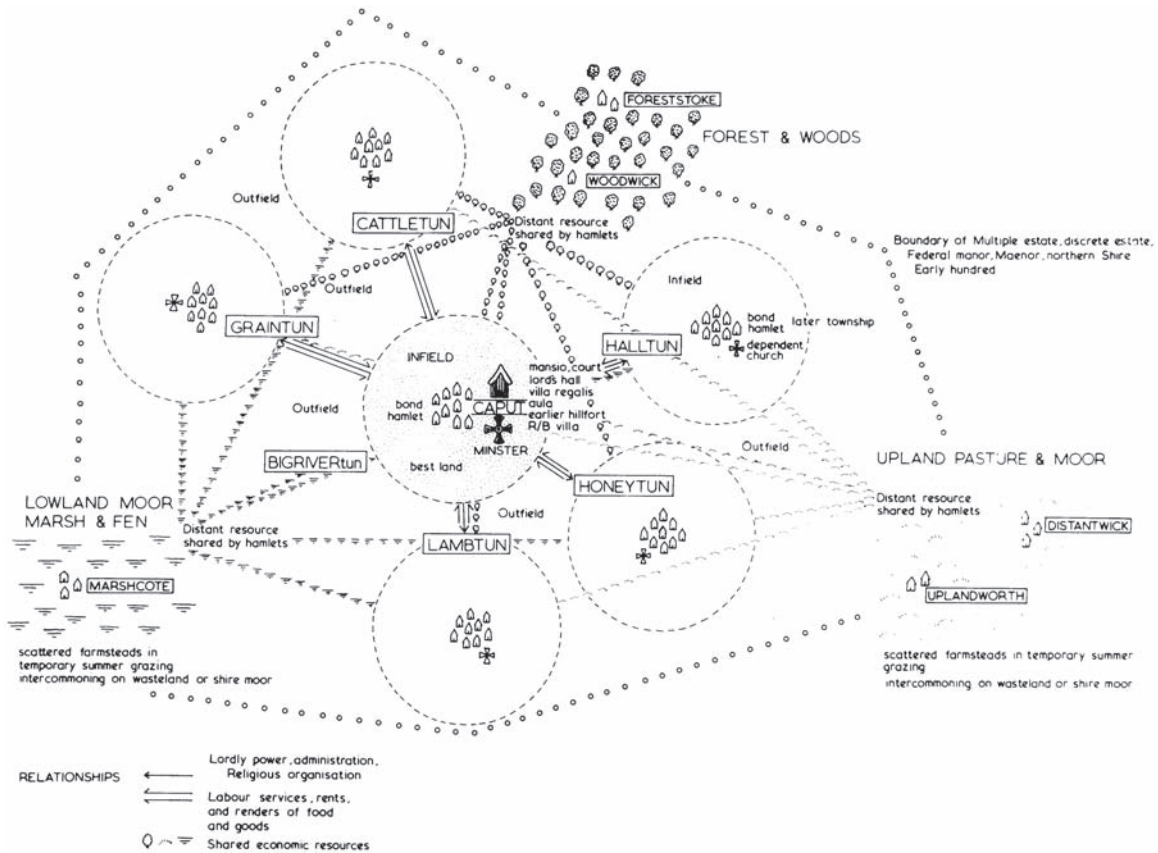 FORESTSTOKE
FOREST & WOODS
WOODWICK
Outfield
CATTLETUN
Distant resource
shared by hamlets
Boundary of Multiple estate, discrete estate,
Federal manor, Maenor, northern Shire
Early hundred
Outfield
Infield
GRAINTUN
bond
hamlet
later township
HALLTUN
dependent
church
INFIELD
mansio, court
lord's hall
villa regalis
aula
earlier hillfort
R/B villa
bond
hamlet
CAPUT
MINSTER
Outfield
best land
BIGRIVERtun
Outfield
UPLAND PASTURE & MOOR
HONEYTUN
LOWLAND MOOR
MARSH & FEN
Distant resource
shared by hamlets
Outfield
LAMBTUN
Distant resource
shared by hamlets
DISTANTWICK
MARSHCOTE
UPLANDWORTH
scattered farmsteads in
temporary summer grazing
intercommoning on wasteland or shire moor
scattered farmsteads in temporary summer
grazing
intercommoning on wasteland or shire moor
RELATIONSHIPS
Lordly power, administration,
Religious organisation
Labour services, rents,
and renders of food
and goods
Shared economic resources